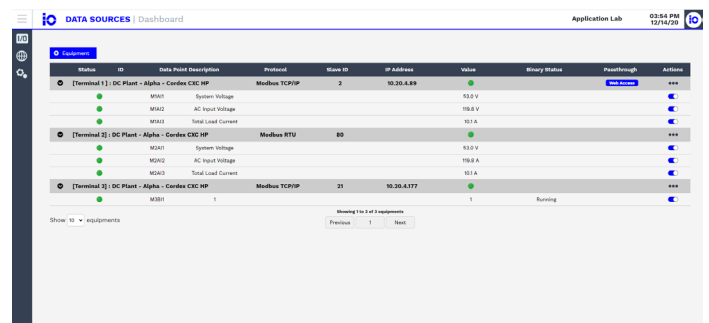 iO DATA SOURCES | Dashboard Application Lab 03:54 PM 12/14/20 iO
I/O
Equipment
Status ID Data Point Description Protocol Slave ID IP Address Value Binary Status Passthrough Actions
[Terminal 1] : DC Plant - Alpha - Cordex CXC HP Modbus TCP/IP 2 10.20.4.89 Web Access
M1AI1 System Voltage 53.0 V
M1AI2 AC Input Voltage 119.8 V
M1AI3 Total Load Current 10.1 A
[Terminal 2] : DC Plant - Alpha - Cordex CXC HP Modbus RTU 80
M2AI1 System Voltage 53.0 V
M2AI2 AC Input Voltage 119.8 A
M2AI3 Total Load Current 10.1 A
[Terminal 3] : DC Plant - Alpha - Cordex CXC HP Modbus TCP/IP 21 10.20.4.177
M3BI1 1 1 Running
Showing 1 to 3 of 3 equipments
Show 10 equipments Previous 1 Next